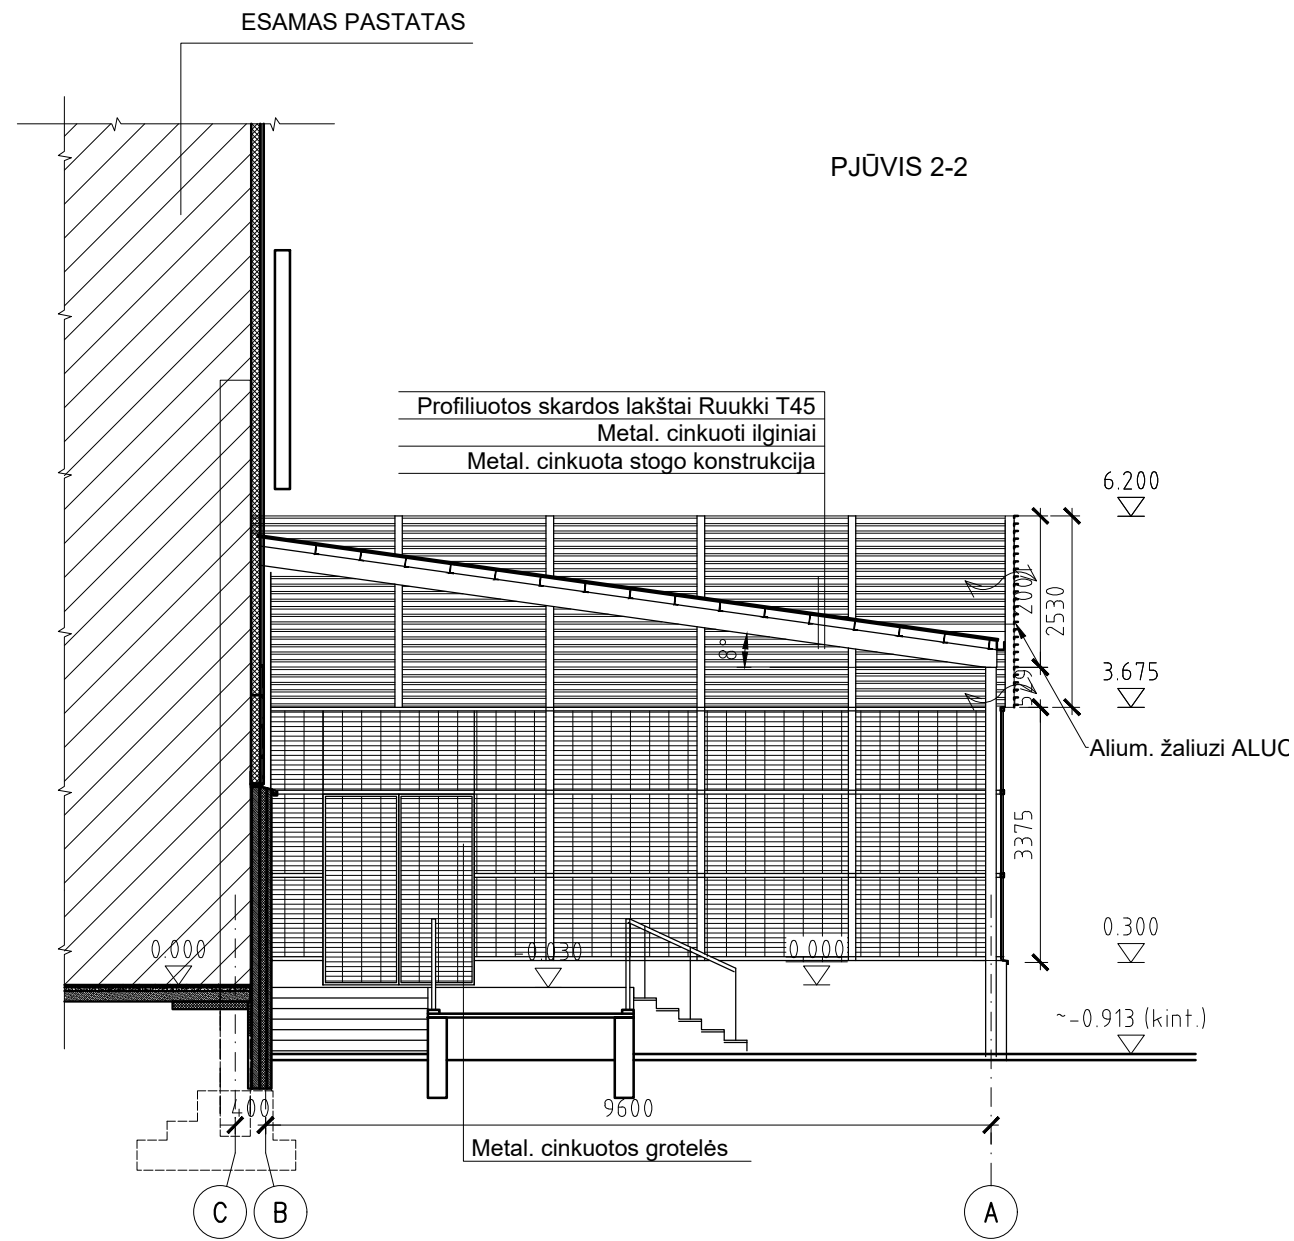 ESAMAS PASTATAS
PJŪVIS 2-2
Profiliuotos skardos lakštai Ruukki T45
Metal. cinkuoti ilginiai
Metal. cinkuota stogo konstrukcija
6.200
2530
8°
3.675
Alium. žaliuzi ALUC
3375
0.000
-0.030
0.000
0.300
~-0.913 (kint.)
400
9600
Metal. cinkuotos grotelės
C
B
A